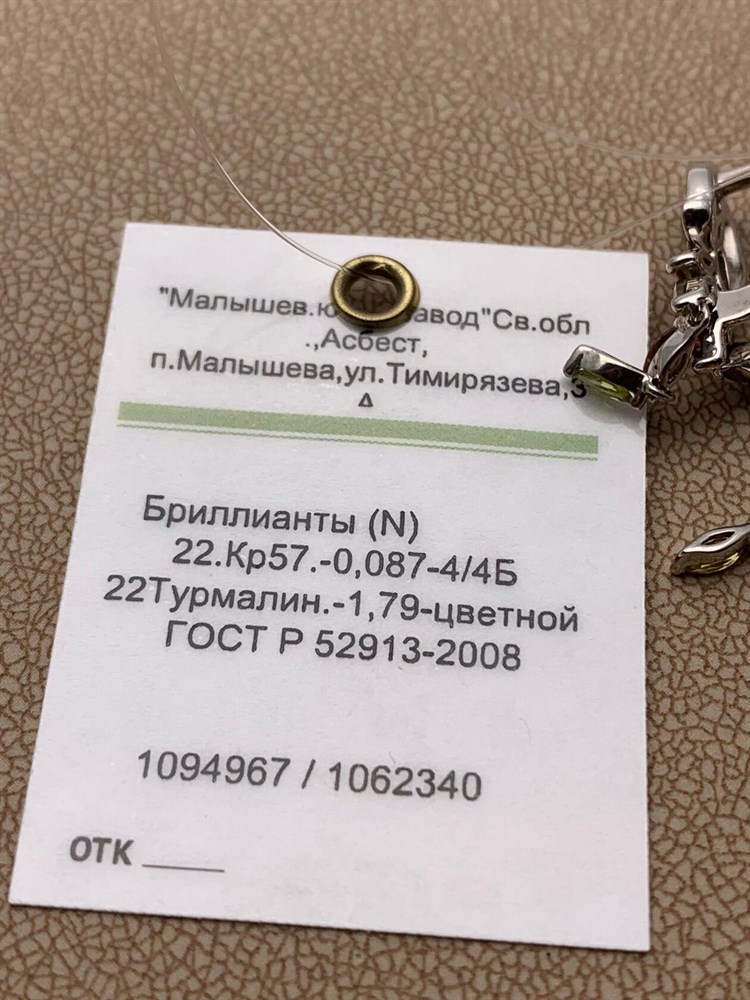 "Малышев. завод"Св.обл
.,Асбест,
п.Малышева,ул.Тимирязева,3
Бриллианты (N)
22.Кр57.-0,087-4/4Б
22Турмалин.-1,79-цветной
ГОСТ Р 52913-2008
1094967 / 1062340
ОТК ____